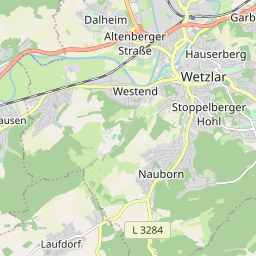 Garb
Dalheim
Altenberger
Straße
Hauserberg
Wetzlar
Westend
Stoppelberger
Hohl
ausen
Nauborn
L 3284
Laufdorf